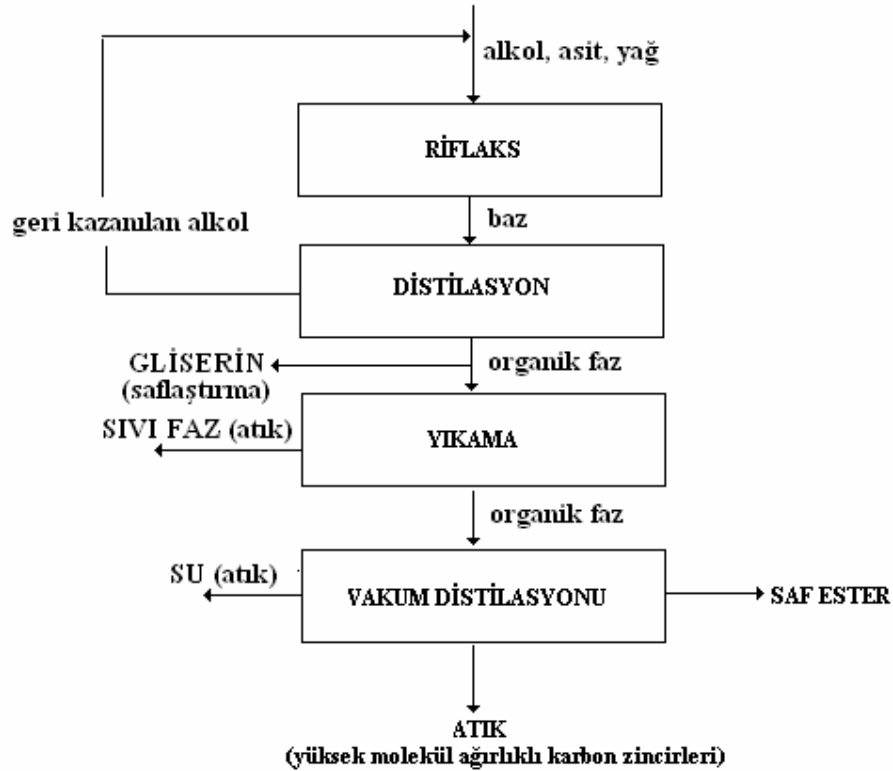 alkol, asit, yağ
RİFLAKS
geri kazanılan alkol
baz
DİSTİLASYON
GLİSERİN
(saflaştırma)
organik faz
SIVI FAZ (atık)
YIKAMA
organik faz
SU (atık)
VAKUM DİSTİLASYONU
SAF ESTER
ATIK
(yüksek molekül ağırlıklı karbon zincirleri)